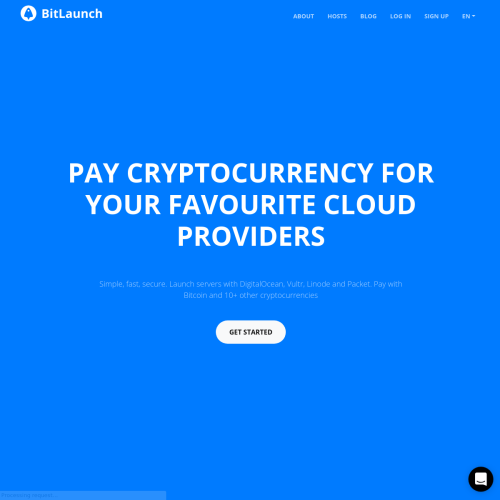 BitLaunch
ABOUT HOSTS BLOG LOG IN SIGN UP EN
PAY CRYPTOCURRENCY FOR
YOUR FAVOURITE CLOUD
PROVIDERS
Simple, fast, secure. Launch servers with DigitalOcean, Vultr, Linode and Packet. Pay with
Bitcoin and 10+ other cryptocurrencies
GET STARTED